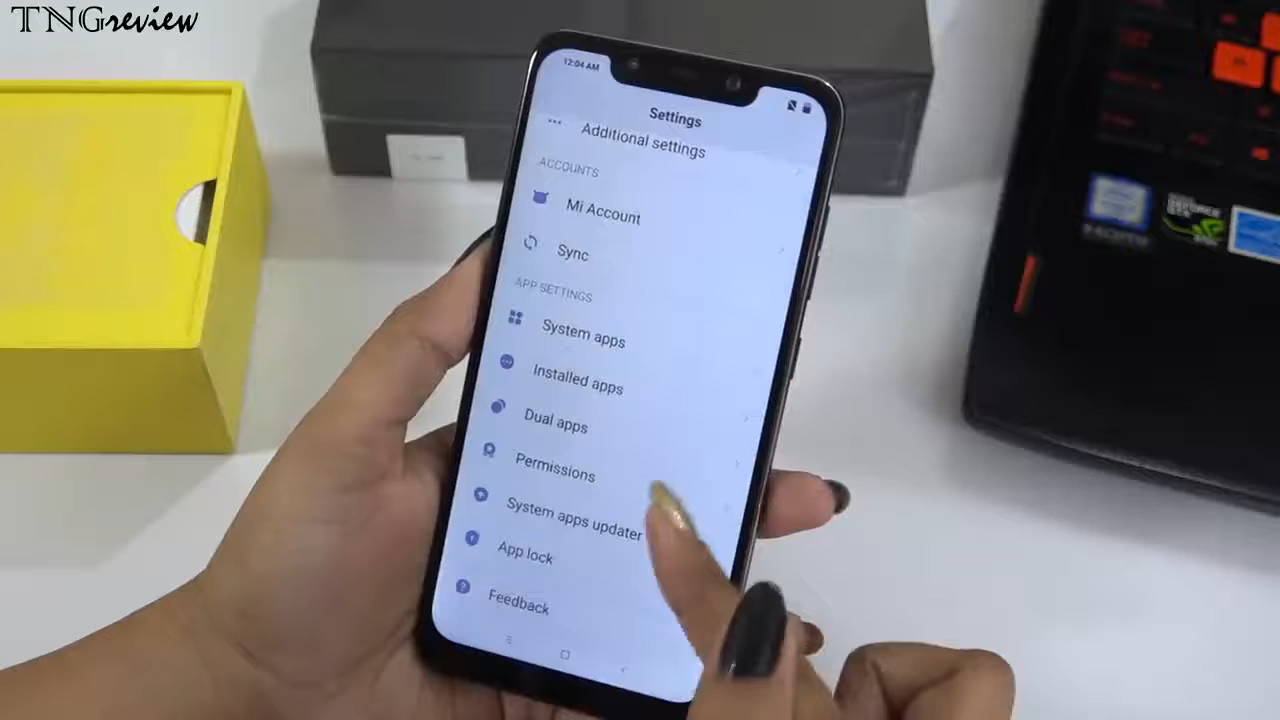 TNGreview
12:04 AM
Settings
Additional settings
ACCOUNTS
Mi Account
Sync
APP SETTINGS
System apps
Installed apps
Dual apps
Permissions
System apps updater
App lock
Feedback